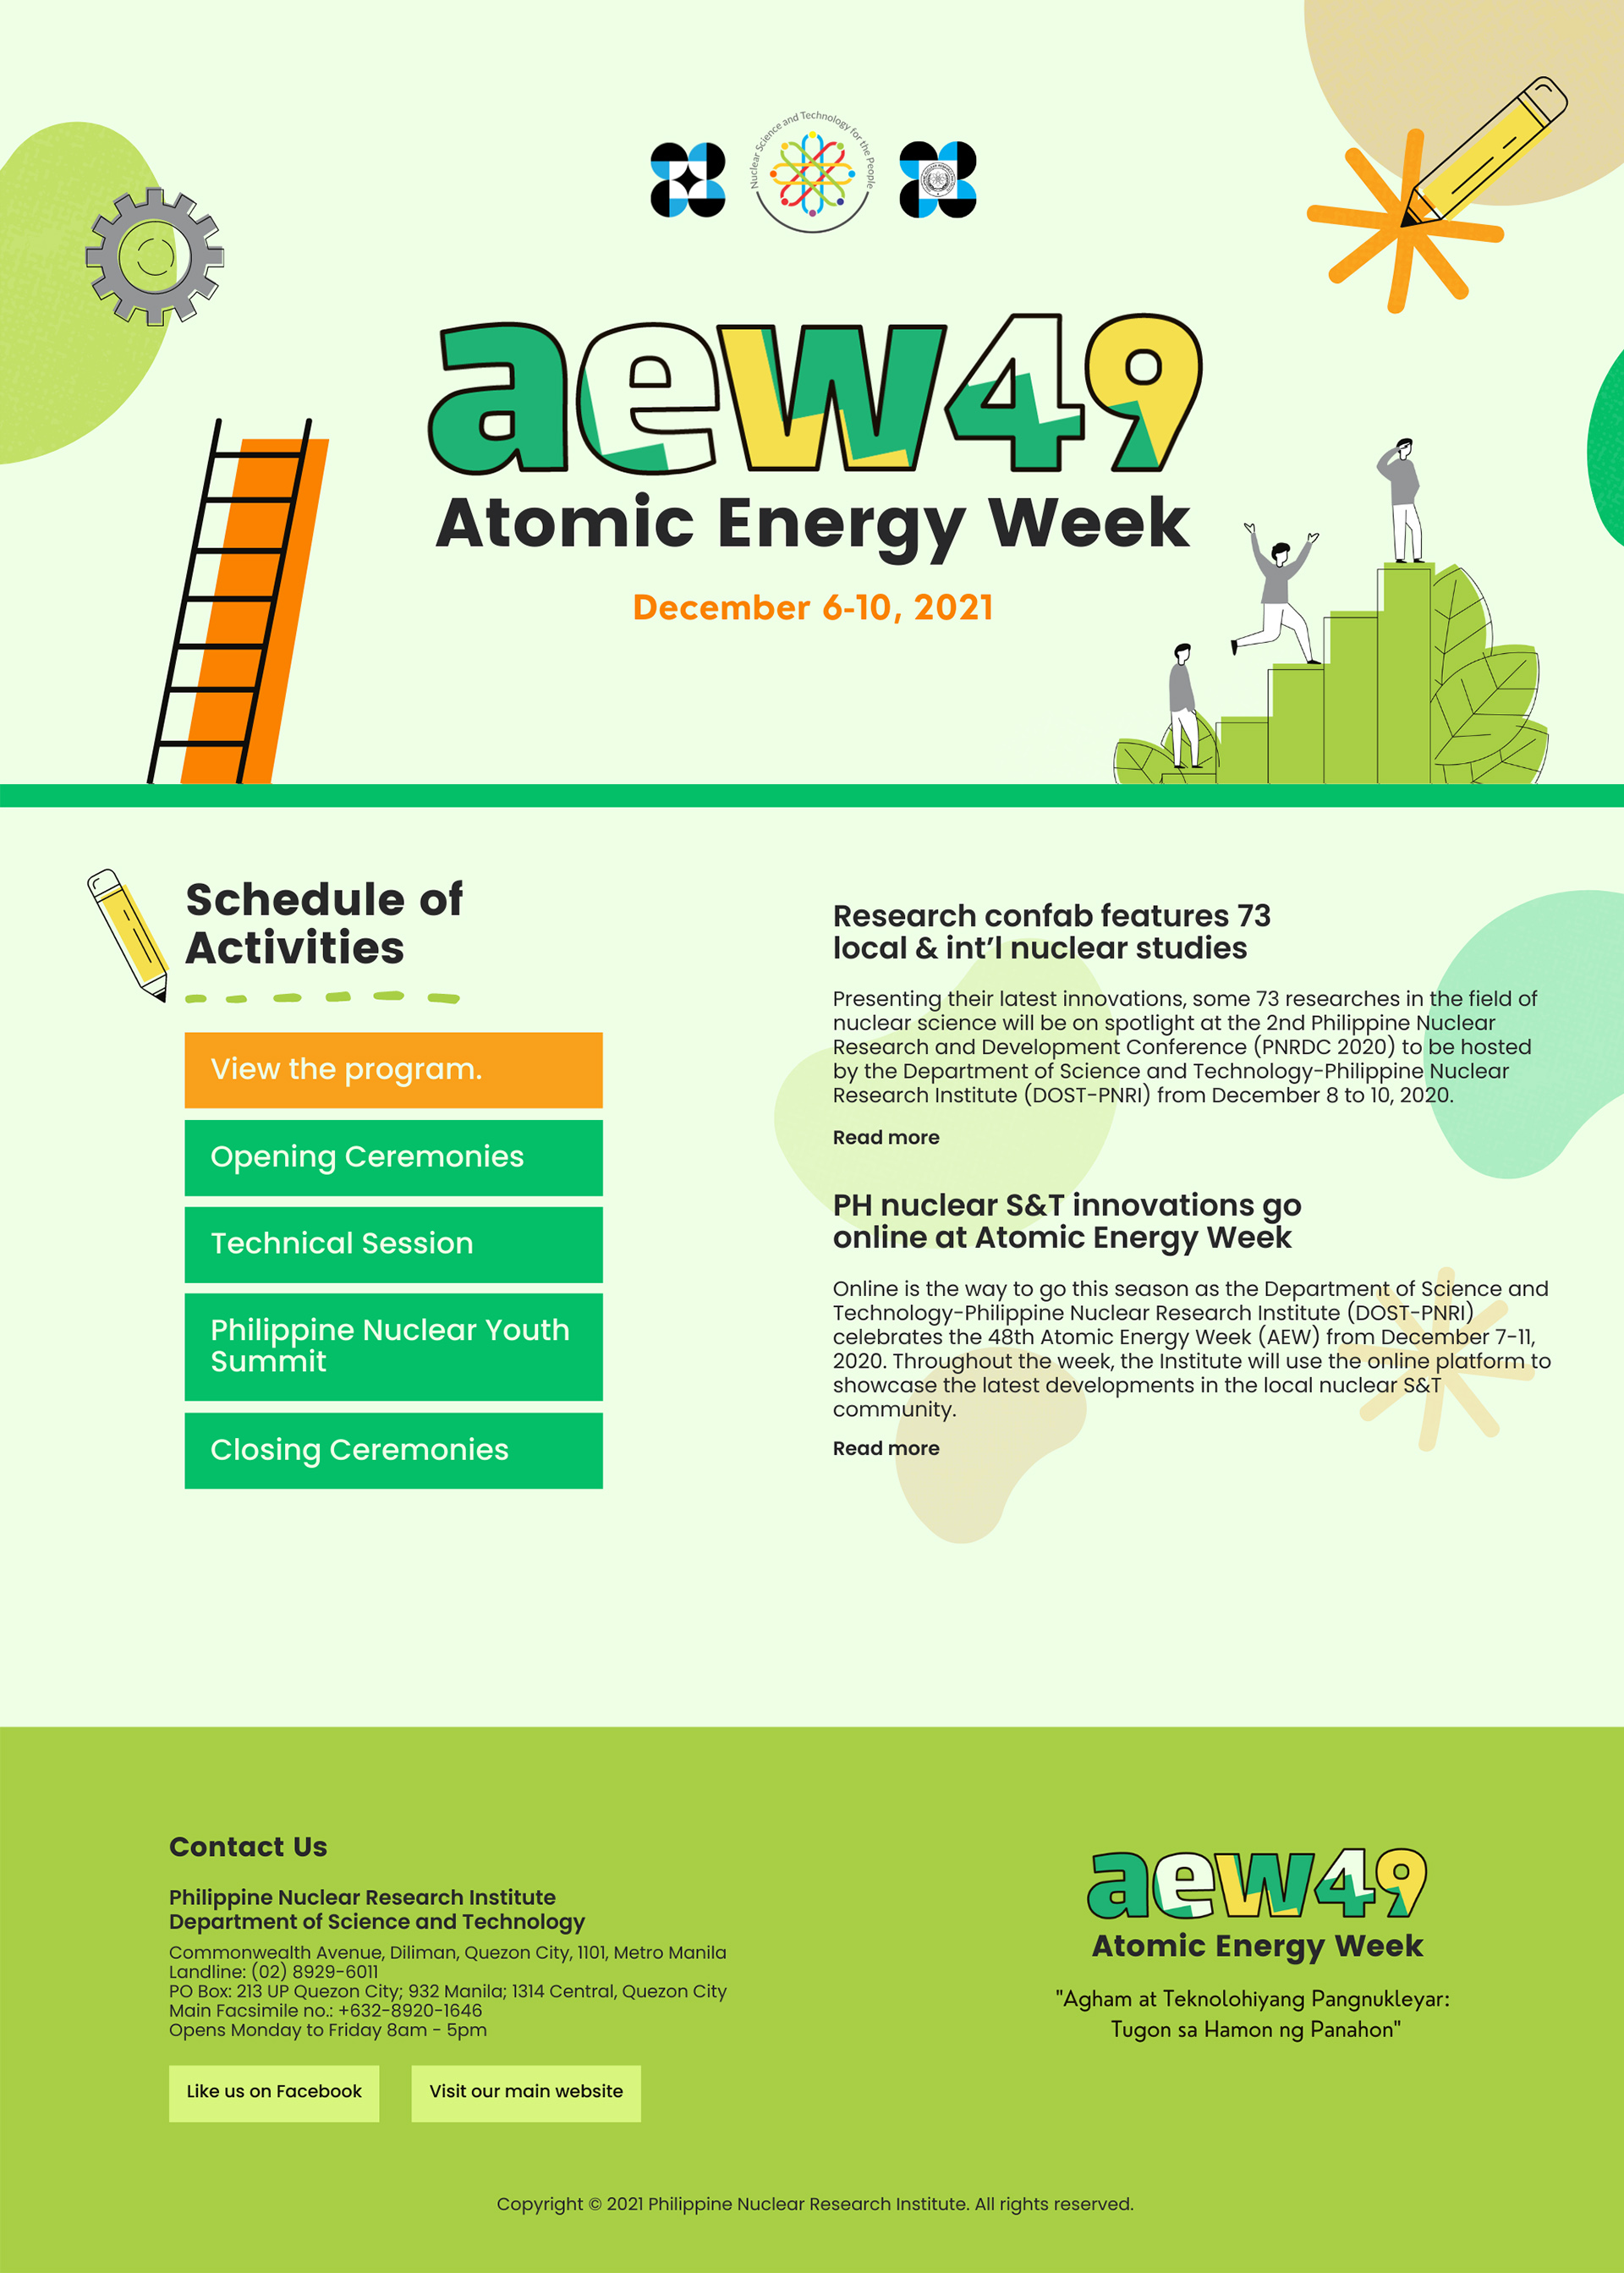 Nuclear Science and Technology for the People
aew49
Atomic Energy Week
December 6-10, 2021
Schedule of
Activities
View the program.
Opening Ceremonies
Technical Session
Philippine Nuclear Youth
Summit
Closing Ceremonies
Research confab features 73
local & int’l nuclear studies
Presenting their latest innovations, some 73 researches in the field of
nuclear science will be on spotlight at the 2nd Philippine Nuclear
Research and Development Conference (PNRDC 2020) to be hosted
by the Department of Science and Technology-Philippine Nuclear
Research Institute (DOST-PNRI) from December 8 to 10, 2020.
Read more
PH nuclear S&T innovations go
online at Atomic Energy Week
Online is the way to go this season as the Department of Science and
Technology-Philippine Nuclear Research Institute (DOST-PNRI)
celebrates the 48th Atomic Energy Week (AEW) from December 7-11,
2020. Throughout the week, the Institute will use the online platform to
showcase the latest developments in the local nuclear S&T
community.
Read more
Contact Us
Philippine Nuclear Research Institute
Department of Science and Technology
Commonwealth Avenue, Diliman, Quezon City, 1101, Metro Manila
Landline: (02) 8929-6011
PO Box: 213 UP Quezon City; 932 Manila; 1314 Central, Quezon City
Main Facsimile no.: +632-8920-1646
Opens Monday to Friday 8am - 5pm
Like us on Facebook
Visit our main website
aew49
Atomic Energy Week
"Agham at Teknolohiyang Pangnukleyar:
Tugon sa Hamon ng Panahon"
Copyright © 2021 Philippine Nuclear Research Institute. All rights reserved.